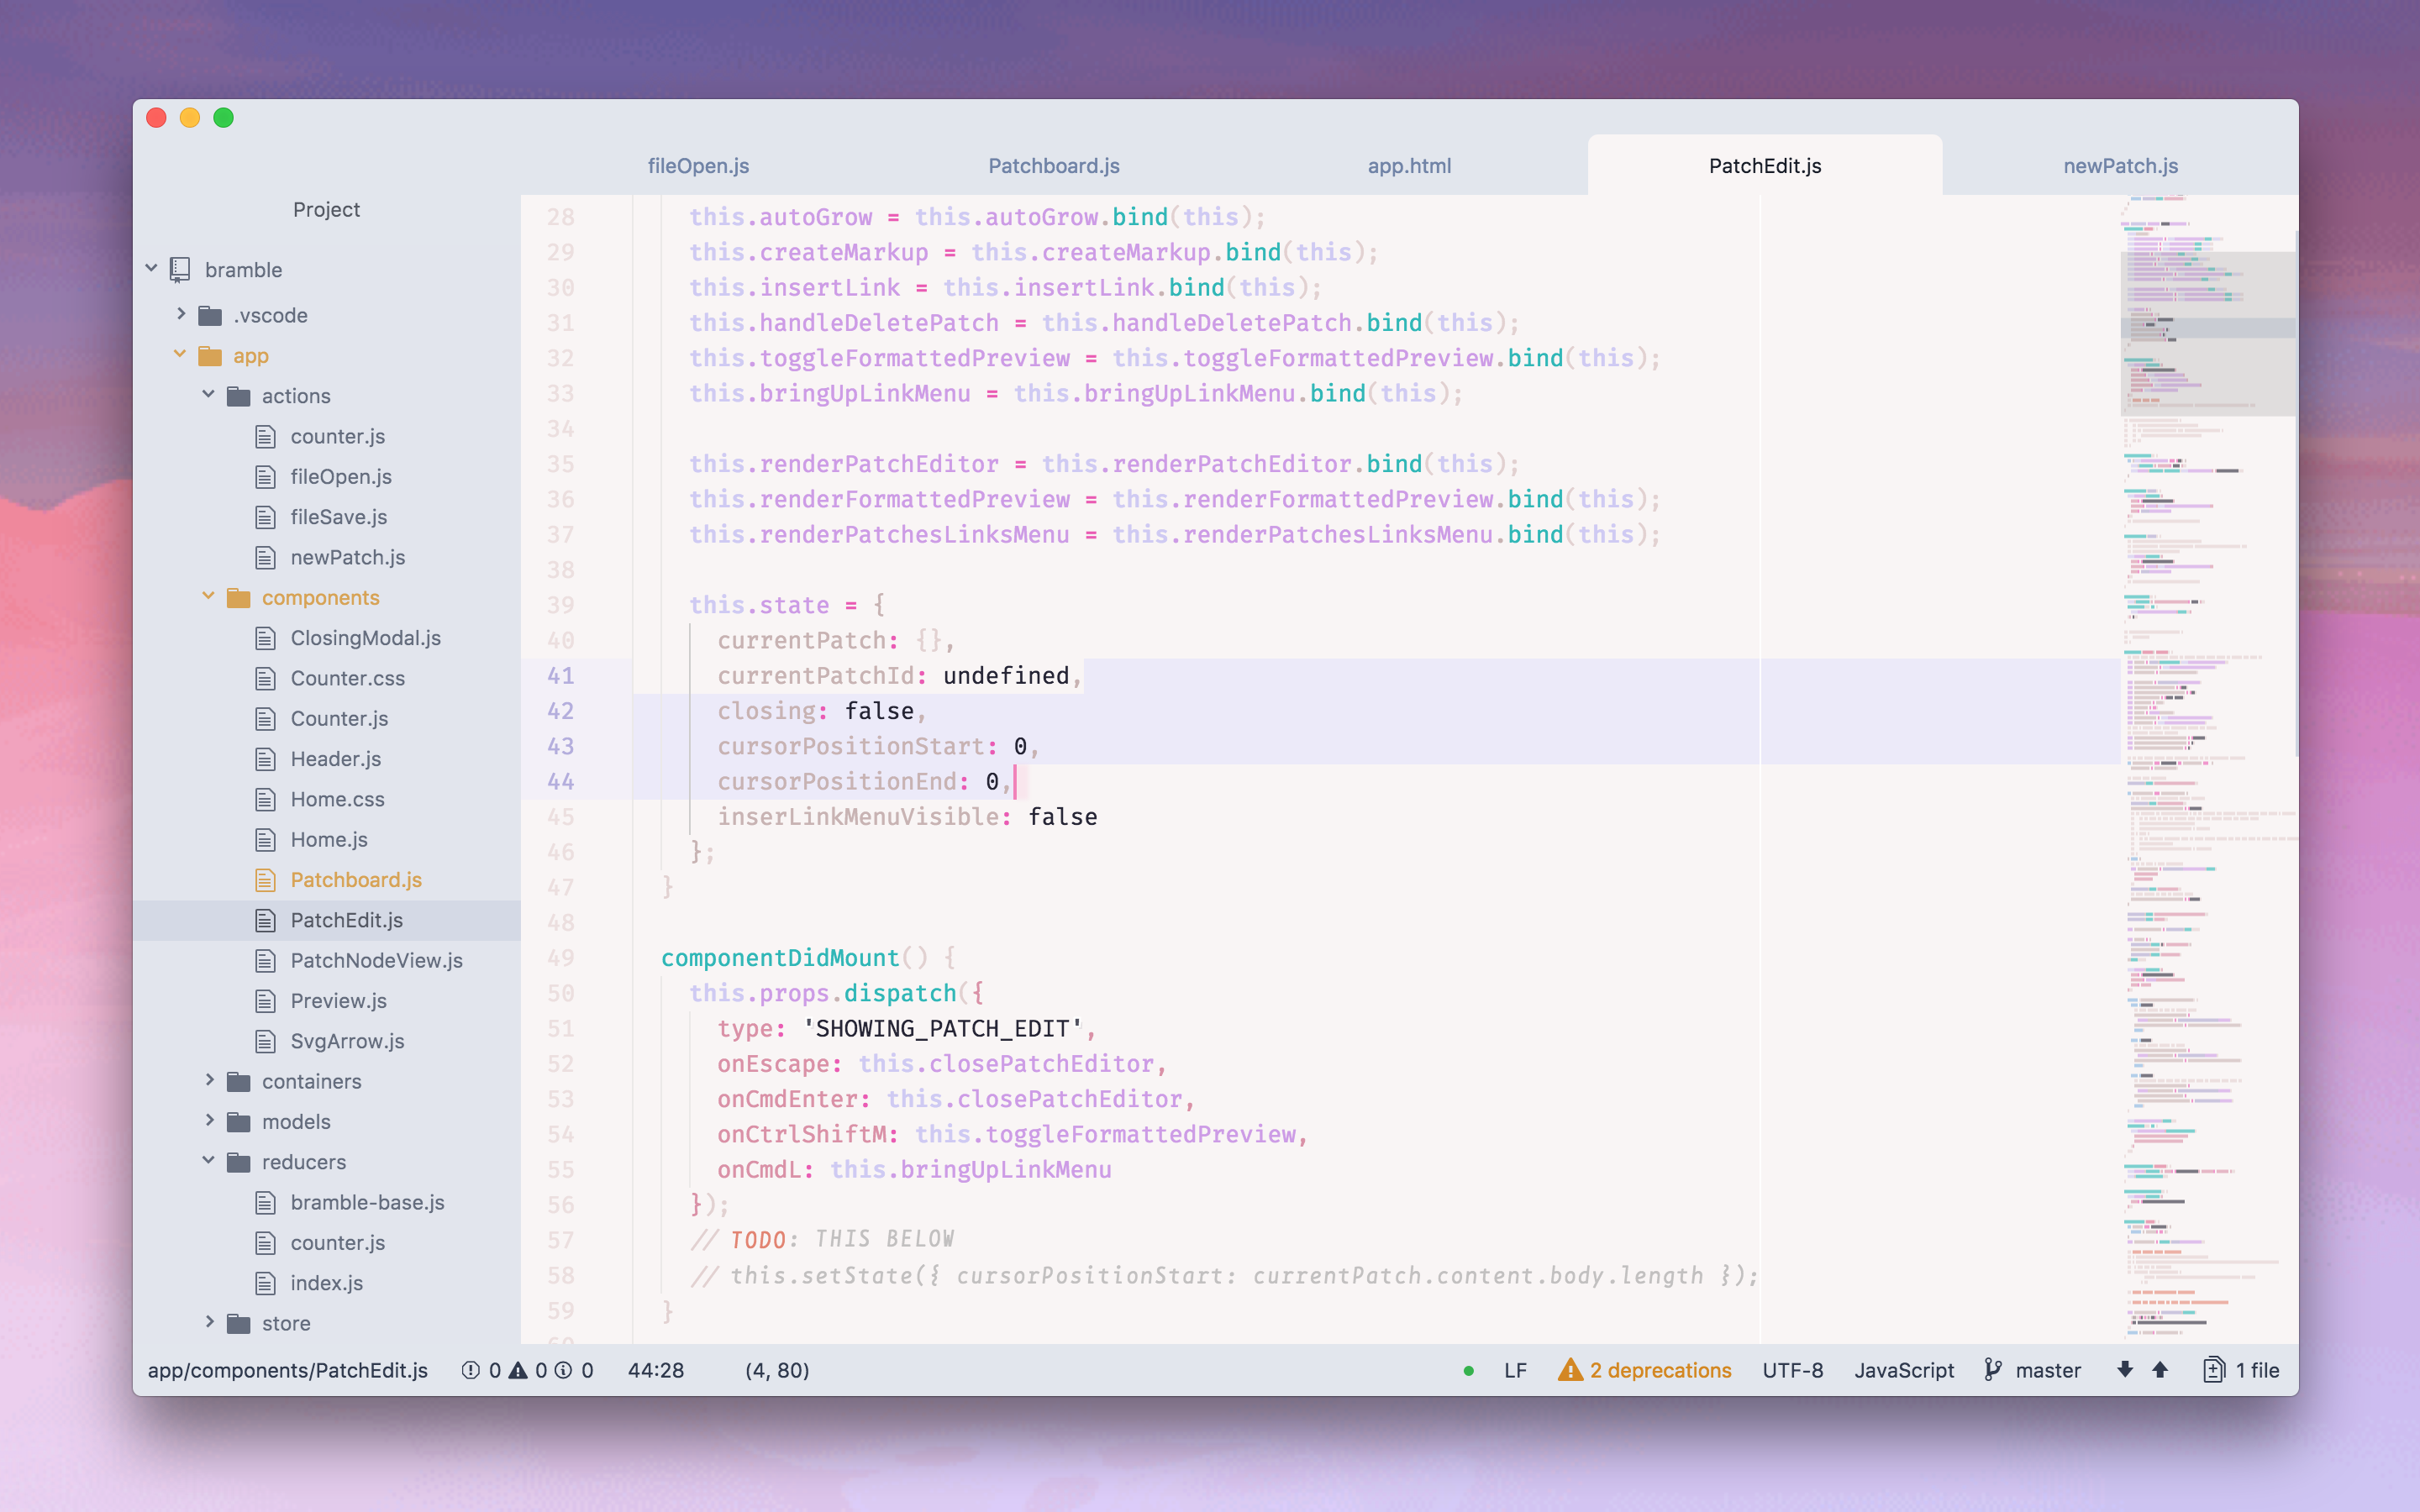 fileOpen.js
Patchboard.js
app.html
PatchEdit.js
newPatch.js
Project
bramble
.vscode
app
actions
counter.js
fileOpen.js
fileSave.js
newPatch.js
components
ClosingModal.js
Counter.css
Counter.js
Header.js
Home.css
Home.js
Patchboard.js
PatchEdit.js
PatchNodeView.js
Preview.js
SvgArrow.js
containers
models
reducers
bramble-base.js
counter.js
index.js
store
28 this.autoGrow = this.autoGrow.bind(this);
29 this.createMarkup = this.createMarkup.bind(this);
30 this.insertLink = this.insertLink.bind(this);
31 this.handleDeletePatch = this.handleDeletePatch.bind(this);
32 this.toggleFormattedPreview = this.toggleFormattedPreview.bind(this);
33 this.bringUpLinkMenu = this.bringUpLinkMenu.bind(this);
34
35 this.renderPatchEditor = this.renderPatchEditor.bind(this);
36 this.renderFormattedPreview = this.renderFormattedPreview.bind(this);
37 this.renderPatchesLinksMenu = this.renderPatchesLinksMenu.bind(this);
38
39 this.state = {
40 currentPatch: {},
41 currentPatchId: undefined,
42 closing: false,
43 cursorPositionStart: 0,
44 cursorPositionEnd: 0,
45 inserLinkMenuVisible: false
46 };
47 }
48
49 componentDidMount() {
50 this.props.dispatch({
51 type: 'SHOWING_PATCH_EDIT',
52 onEscape: this.closePatchEditor,
53 onCmdEnter: this.closePatchEditor,
54 onCtrlShiftM: this.toggleFormattedPreview,
55 onCmdL: this.bringUpLinkMenu
56 });
57 // TODO: THIS BELOW
58 // this.setState({ cursorPositionStart: currentPatch.content.body.length });
59 }
app/components/PatchEdit.js 0 0 0 44:28 (4, 80) LF 2 deprecations UTF-8 JavaScript master 1 file